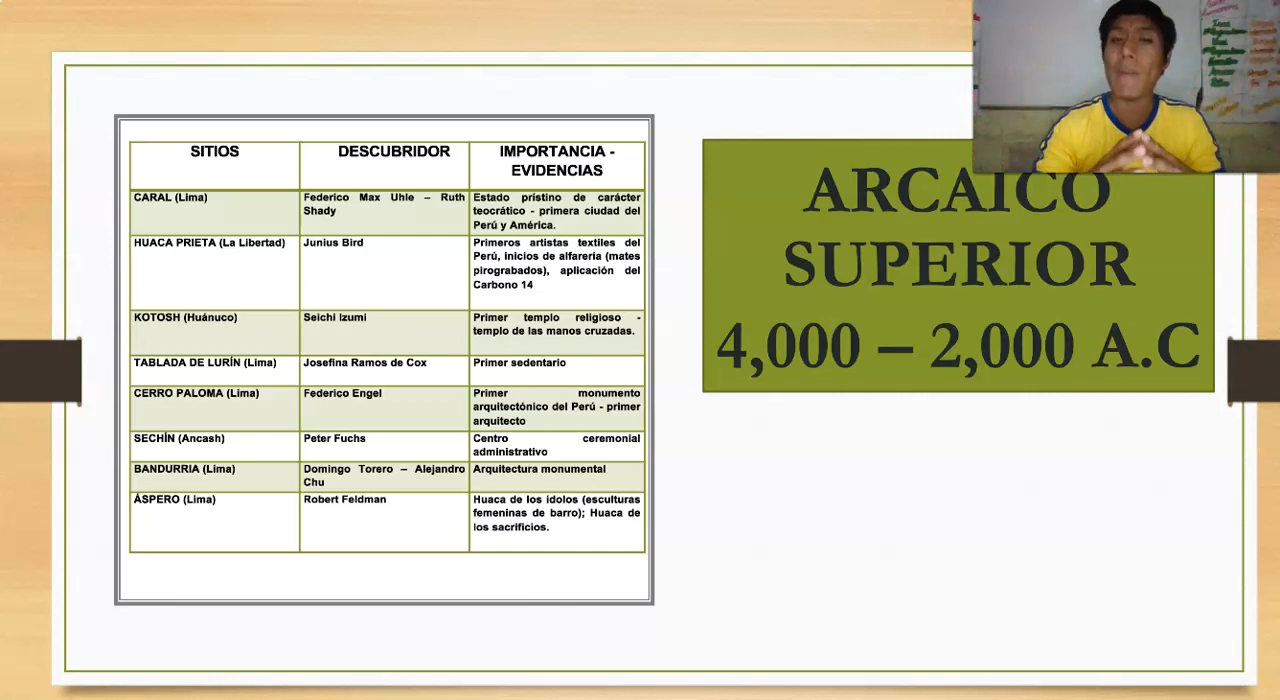 SITIOS
DESCUBRIDOR
IMPORTANCIA -
EVIDENCIAS
CARAL (Lima)
Federico Max Uhle – Ruth
Shady
Estado prístino de carácter
teocrático - primera ciudad del
Perú y América.
HUACA PRIETA (La Libertad)
Junius Bird
Primeros artistas textiles del
Perú, inicios de alfarería (mates
pirograbados), aplicación del
Carbono 14
KOTOSH (Huánuco)
Seichi Izumi
Primer templo religioso -
templo de las manos cruzadas.
TABLADA DE LURÍN (Lima)
Josefina Ramos de Cox
Primer sedentario
CERRO PALOMA (Lima)
Federico Engel
Primer monumento
arquitectónico del Perú - primer
arquitecto
SECHÍN (Ancash)
Peter Fuchs
Centro ceremonial
administrativo
BANDURRIA (Lima)
Domingo Torero – Alejandro
Chu
Arquitectura monumental
ÁSPERO (Lima)
Robert Feldman
Huaca de los ídolos (esculturas
femeninas de barro); Huaca de
los sacrificios.
ARCAICO
SUPERIOR
4,000 – 2,000 A.C